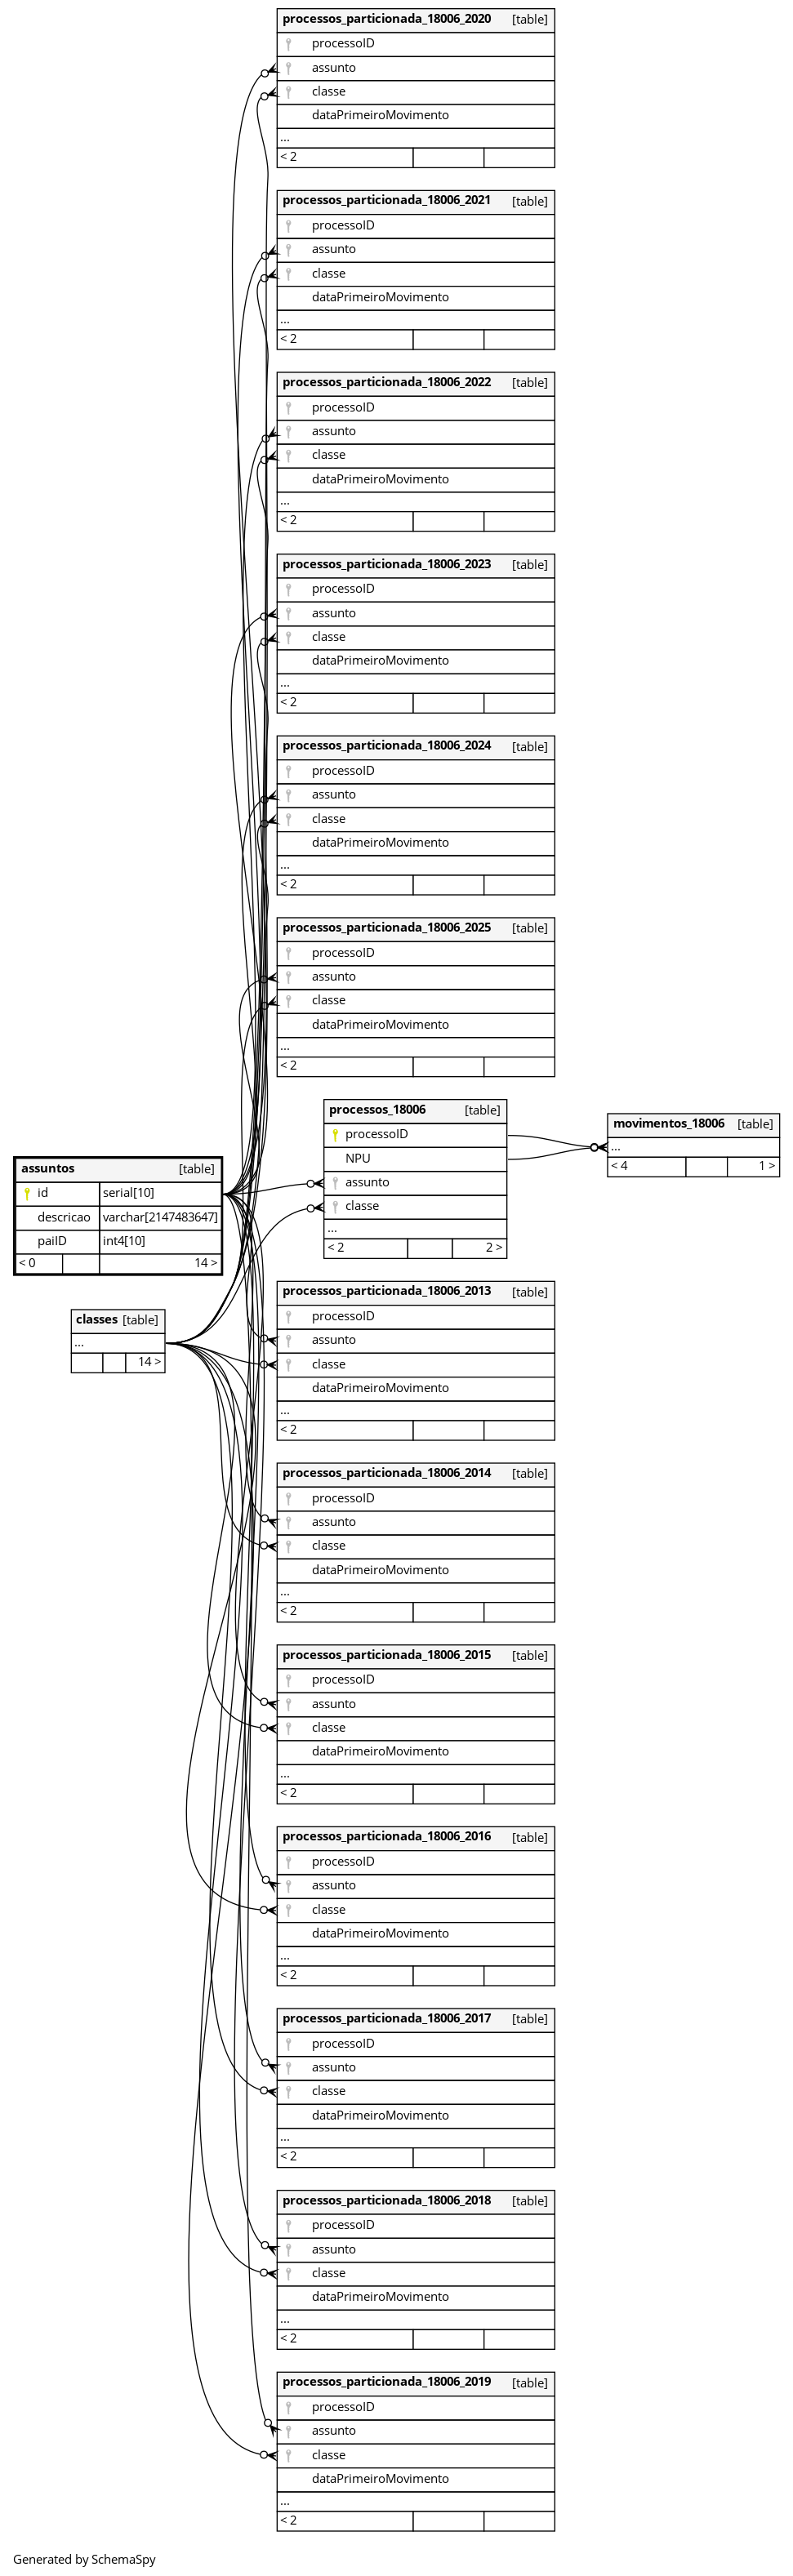 processos_particionada_18006_2020 [table]
processoID
assunto
classe
dataPrimeiroMovimento
...
< 2
processos_particionada_18006_2021 [table]
processoID
assunto
classe
dataPrimeiroMovimento
...
< 2
processos_particionada_18006_2022 [table]
processoID
assunto
classe
dataPrimeiroMovimento
...
< 2
processos_particionada_18006_2023 [table]
processoID
assunto
classe
dataPrimeiroMovimento
...
< 2
processos_particionada_18006_2024 [table]
processoID
assunto
classe
dataPrimeiroMovimento
...
< 2
processos_particionada_18006_2025 [table]
processoID
assunto
classe
dataPrimeiroMovimento
...
< 2
processos_18006 [table]
processoID
NPU
assunto
classe
...
< 2 2 >
movimentos_18006 [table]
...
< 4 1 >
assuntos [table]
id serial[10]
descricao varchar[2147483647]
paiID int4[10]
< 0 14 >
classes [table]
...
14 >
processos_particionada_18006_2013 [table]
processoID
assunto
classe
dataPrimeiroMovimento
...
< 2
processos_particionada_18006_2014 [table]
processoID
assunto
classe
dataPrimeiroMovimento
...
< 2
processos_particionada_18006_2015 [table]
processoID
assunto
classe
dataPrimeiroMovimento
...
< 2
processos_particionada_18006_2016 [table]
processoID
assunto
classe
dataPrimeiroMovimento
...
< 2
processos_particionada_18006_2017 [table]
processoID
assunto
classe
dataPrimeiroMovimento
...
< 2
processos_particionada_18006_2018 [table]
processoID
assunto
classe
dataPrimeiroMovimento
...
< 2
processos_particionada_18006_2019 [table]
processoID
assunto
classe
dataPrimeiroMovimento
...
< 2
Generated by SchemaSpy